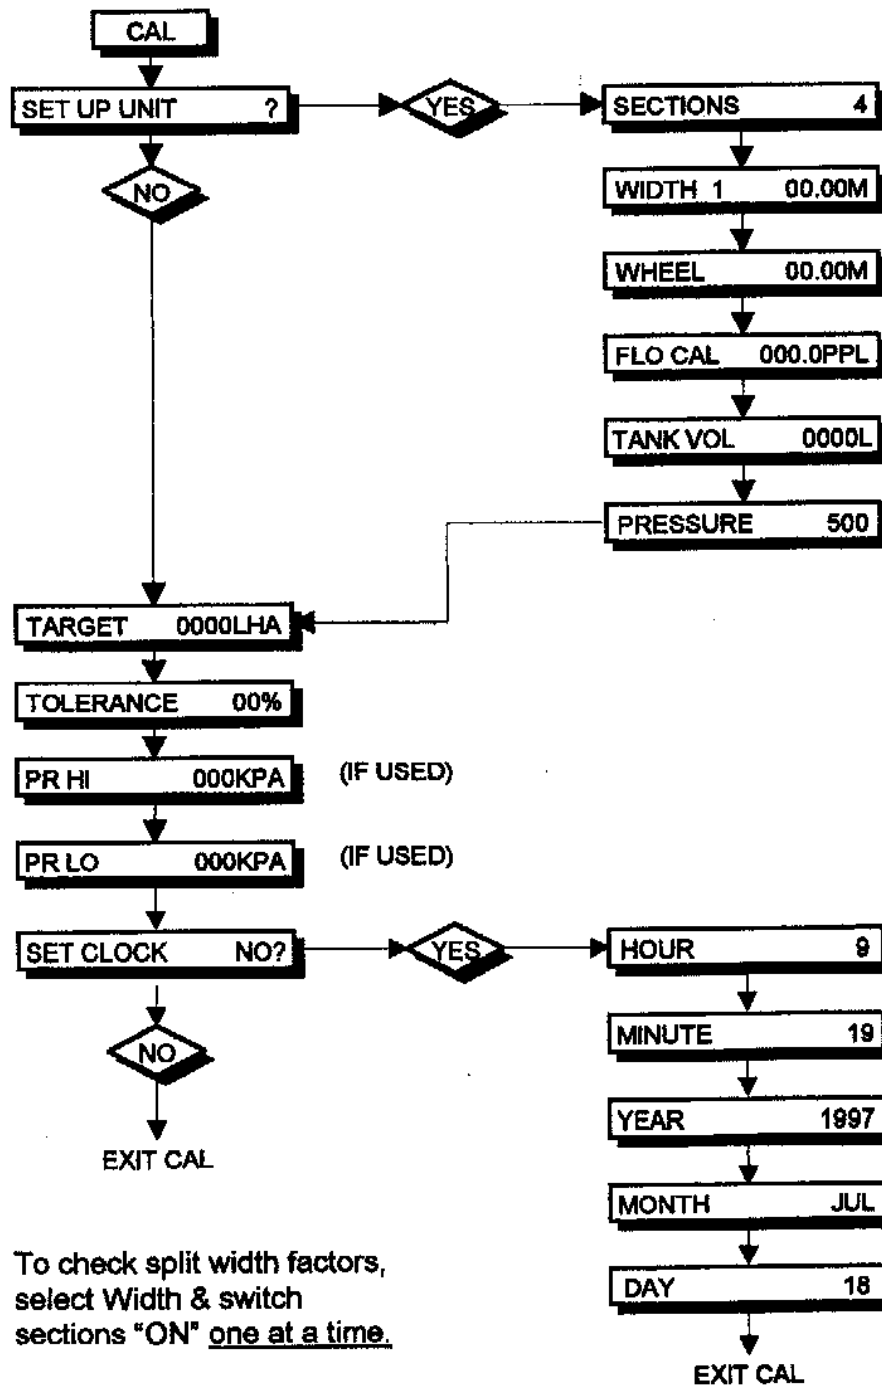 CAL
SET UP UNIT ?
YES
SECTIONS 4
NO
WIDTH 1 00.00M
WHEEL 00.00M
FLO CAL 000.0PPL
TANK VOL 0000L
PRESSURE 500
TARGET 0000LHA
TOLERANCE 00%
PR HI 000KPA (IF USED)
PR LO 000KPA (IF USED)
SET CLOCK NO?
YES
HOUR 9
NO
MINUTE 19
EXIT CAL
YEAR 1997
MONTH JUL
DAY 18
EXIT CAL
To check split width factors,
select Width & switch
sections "ON" one at a time.